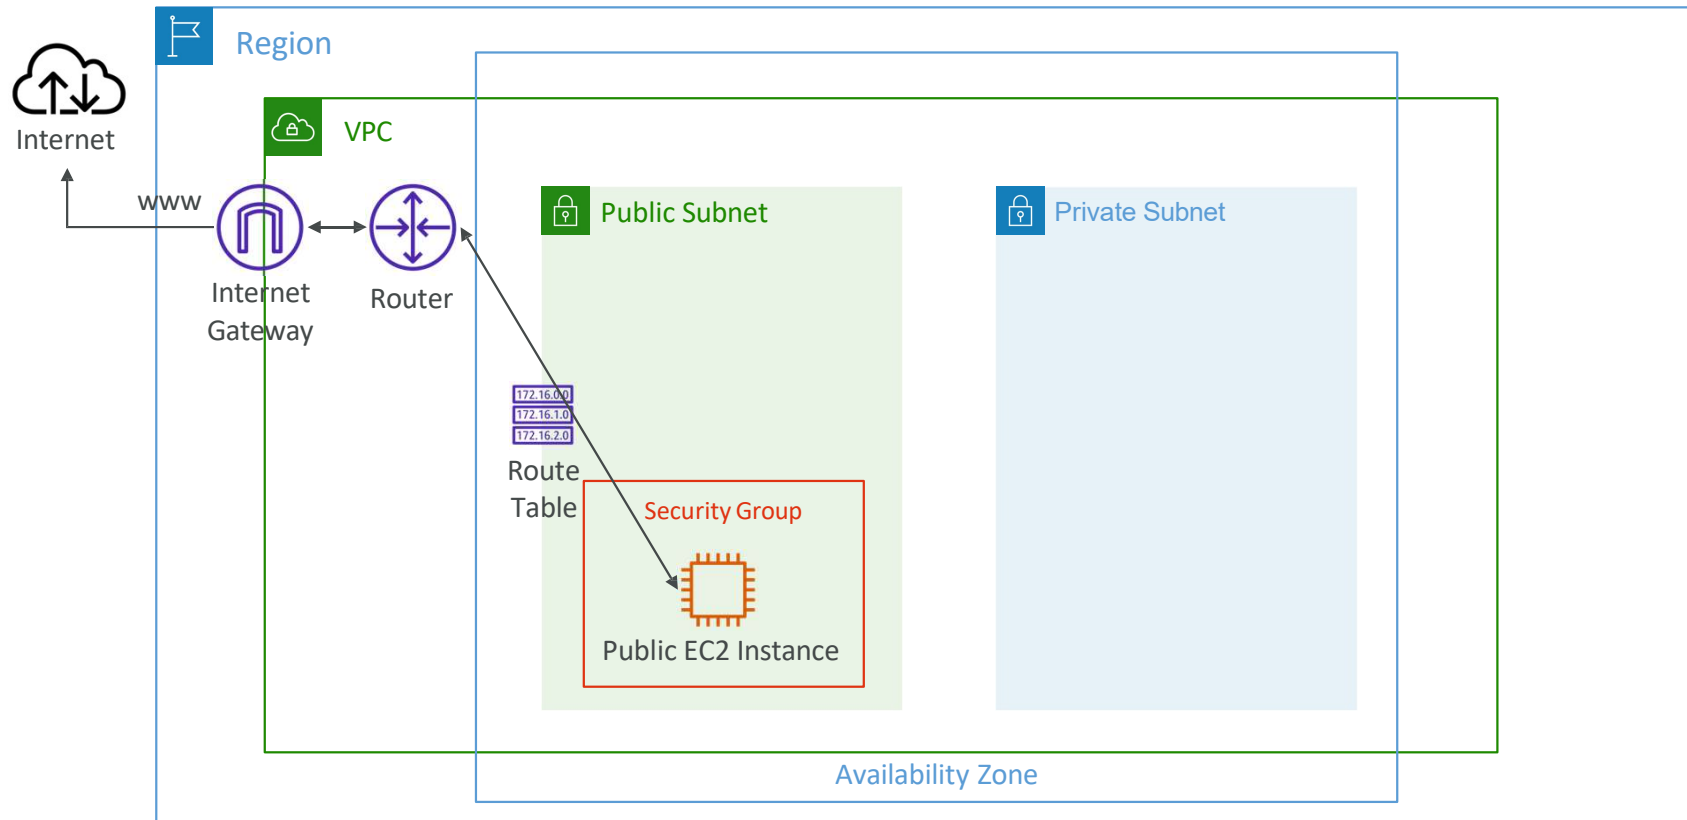 Region
Internet
VPC
www
Public Subnet
Private Subnet
Internet
Gateway
Router
172.16.0.0
172.16.1.0
172.16.2.0
Route
Table
Security Group
Public EC2 Instance
Availability Zone